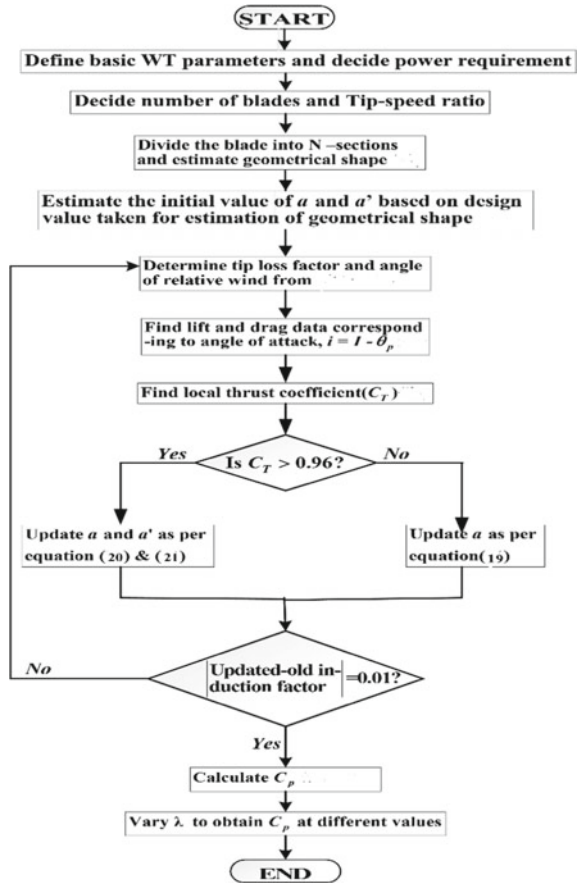 START
Define basic WT parameters and decide power requirement
Decide number of blades and Tip-speed ratio
Divide the blade into N –sections
and estimate geometrical shape
Estimate the initial value of a and a' based on design
value taken for estimation of geometrical shape
Determine tip loss factor and angle
of relative wind from
Find lift and drag data correspond
-ing to angle of attack, i = I - θp
Find local thrust coefficient(CT)
Is CT > 0.96?
Yes
No
Update a and a' as per
equation (20) & (21)
Update a as per
equation(19)
|Updated-old in-
duction factor|=0.01?
No
Yes
Calculate Cp
Vary λ to obtain Cp at different values
END